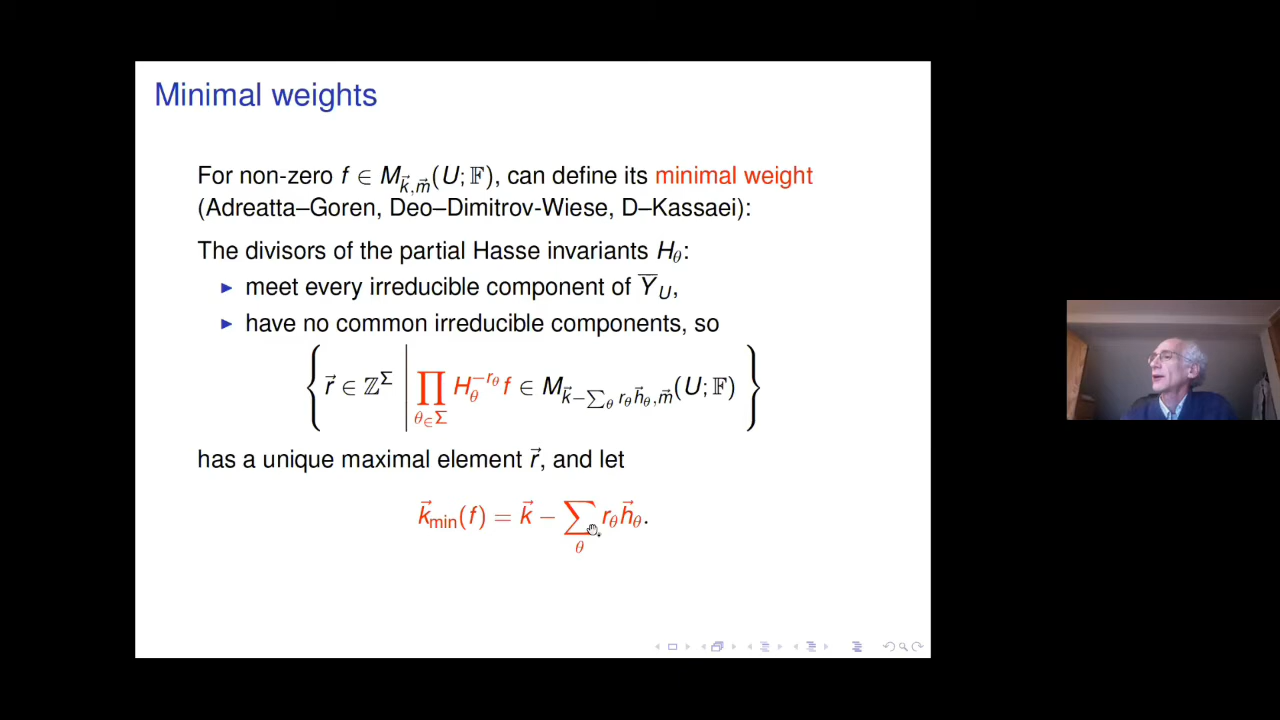 Minimal weights
For non-zero f ∈ M_{\vec{k},\vec{m}}(U; 𝔽), can define its minimal weight
(Adreatta–Goren, Deo–Dimitrov-Wiese, D–Kassaei):
The divisors of the partial Hasse invariants H_θ:
▶ meet every irreducible component of \overline{Y}_U,
▶ have no common irreducible components, so
{ \vec{r} ∈ ℤ^Σ | ∏_{θ∈Σ} H_θ^{-r_θ} f ∈ M_{\vec{k}-∑_θ r_θ\vec{h}_θ,\vec{m}}(U; 𝔽) }
has a unique maximal element \vec{r}, and let
\vec{k}_{min}(f) = \vec{k} − ∑_θ r_θ\vec{h}_θ.